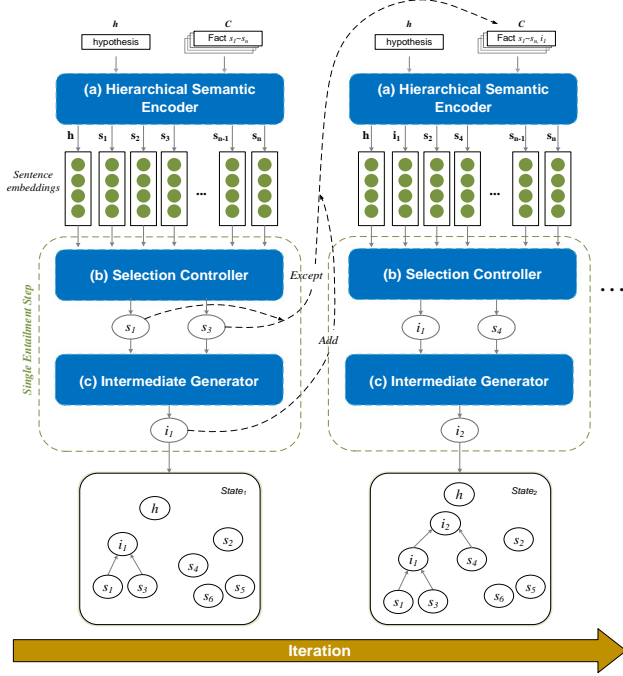 h
C
hypothesis
Fact s1~sn
(a) Hierarchical Semantic
Encoder
h s1 s2 s3 sn-1 sn
Sentence
embeddings
...
(b) Selection Controller
s1 s3
(c) Intermediate Generator
i1
Single Entailment Step
Except
Add
State1
h
i1
s2
s4
s1 s3
s6
s5
h
C
hypothesis
Fact s1~sn, i1
(a) Hierarchical Semantic
Encoder
h i1 s2 s4 sn-1 sn
...
(b) Selection Controller
i1 s4
(c) Intermediate Generator
i2
...
State2
h
i2
s2
i1 s4
s1 s3
s6
s5
Iteration